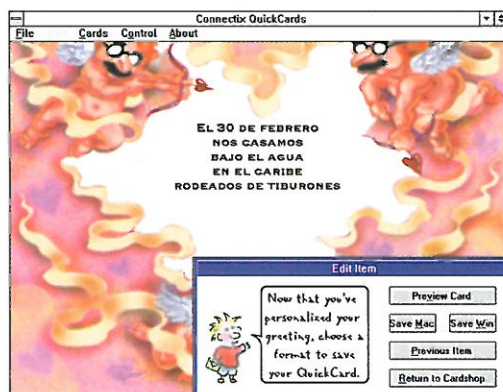 Connectix QuickCards
File Cards Control About
EL 30 DE FEBRERO
NOS CASAMOS
BAJO EL AGUA
EN EL CARIBE
RODEADOS DE TIBURONES
Edit Item
Now that you've
personalized your
greeting, choose a
format to save
your QuickCard.
Preview Card
Save Mac Save Win
Previous Item
Return to Cardshop